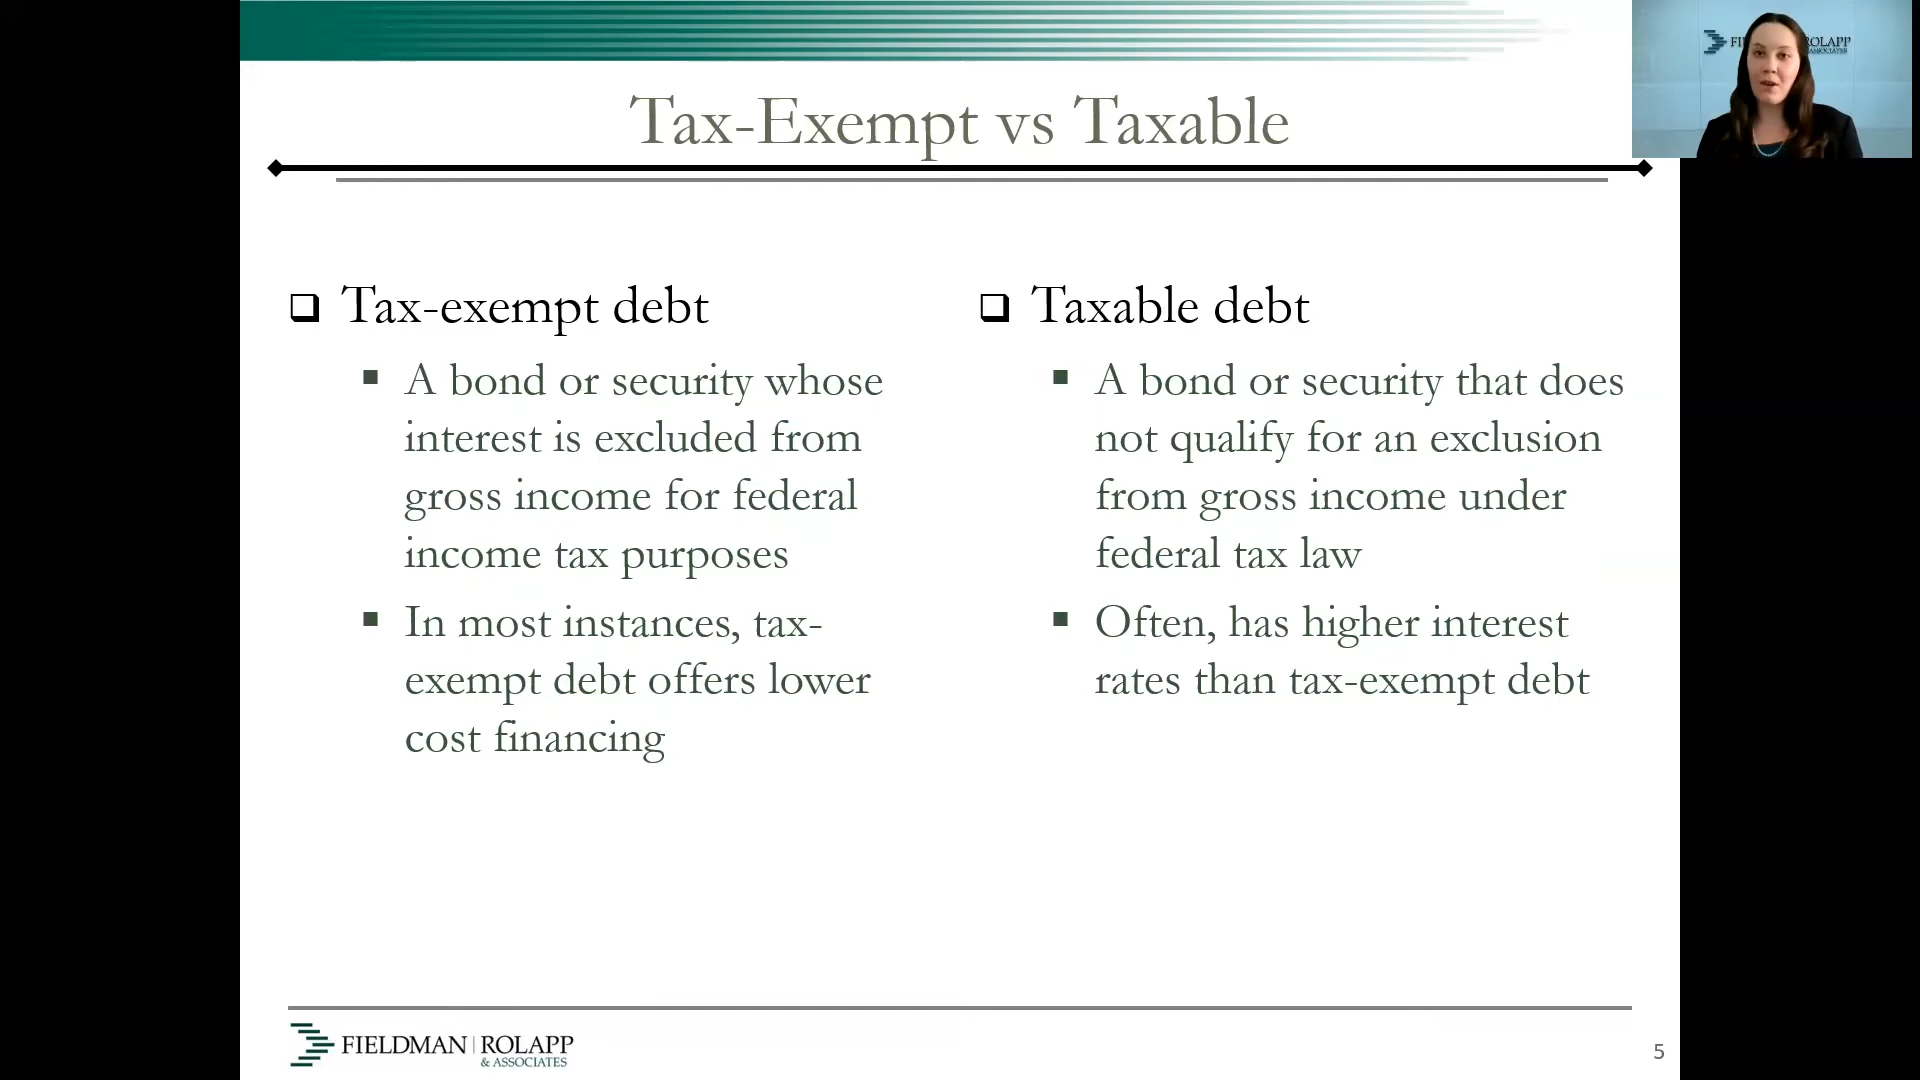 Tax-Exempt vs Taxable
Tax-exempt debt
A bond or security whose
interest is excluded from
gross income for federal
income tax purposes
In most instances, tax-
exempt debt offers lower
cost financing
Taxable debt
A bond or security that does
not qualify for an exclusion
from gross income under
federal tax law
Often, has higher interest
rates than tax-exempt debt
FIELDMAN | ROLAPP
& ASSOCIATES
5
FI ROLAPP
ASSOCIATES